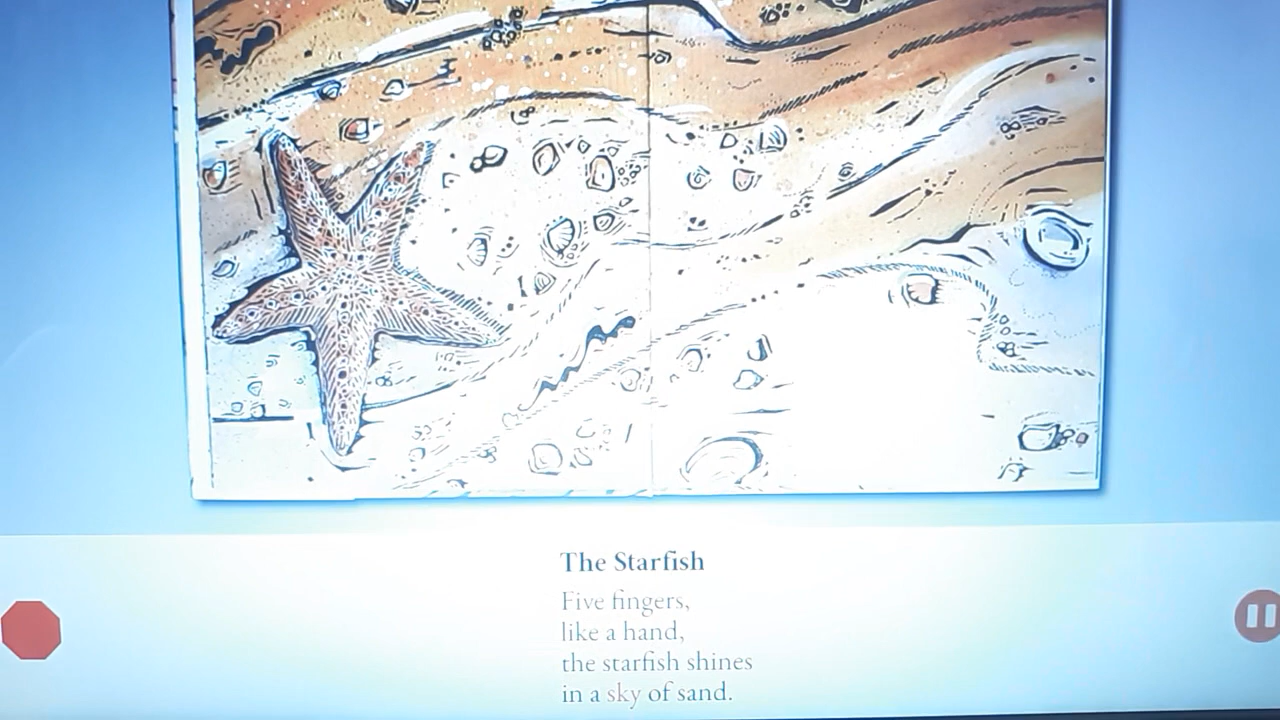 The Starfish
Five fingers,
like a hand,
the starfish shines
in a sky of sand.